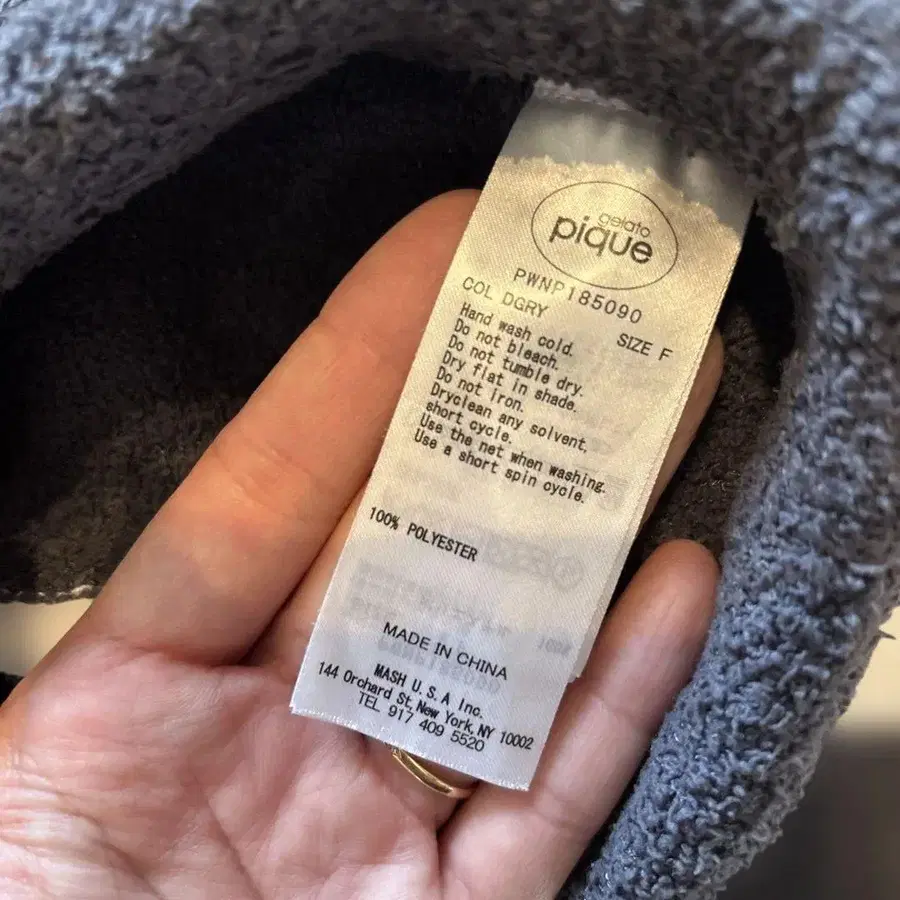 gelato
pique
PWNP185090
COL DGRY
SIZE F
Hand wash cold.
Do not bleach.
Do not tumble dry.
Dry flat in shade.
Do not iron.
Dryclean any solvent,
short cycle.
Use the net when washing.
Use a short spin cycle.
100% POLYESTER
MADE IN CHINA
MASH U.S.A Inc.
144 Orchard St, New York, NY 10002
TEL 917 409 5520